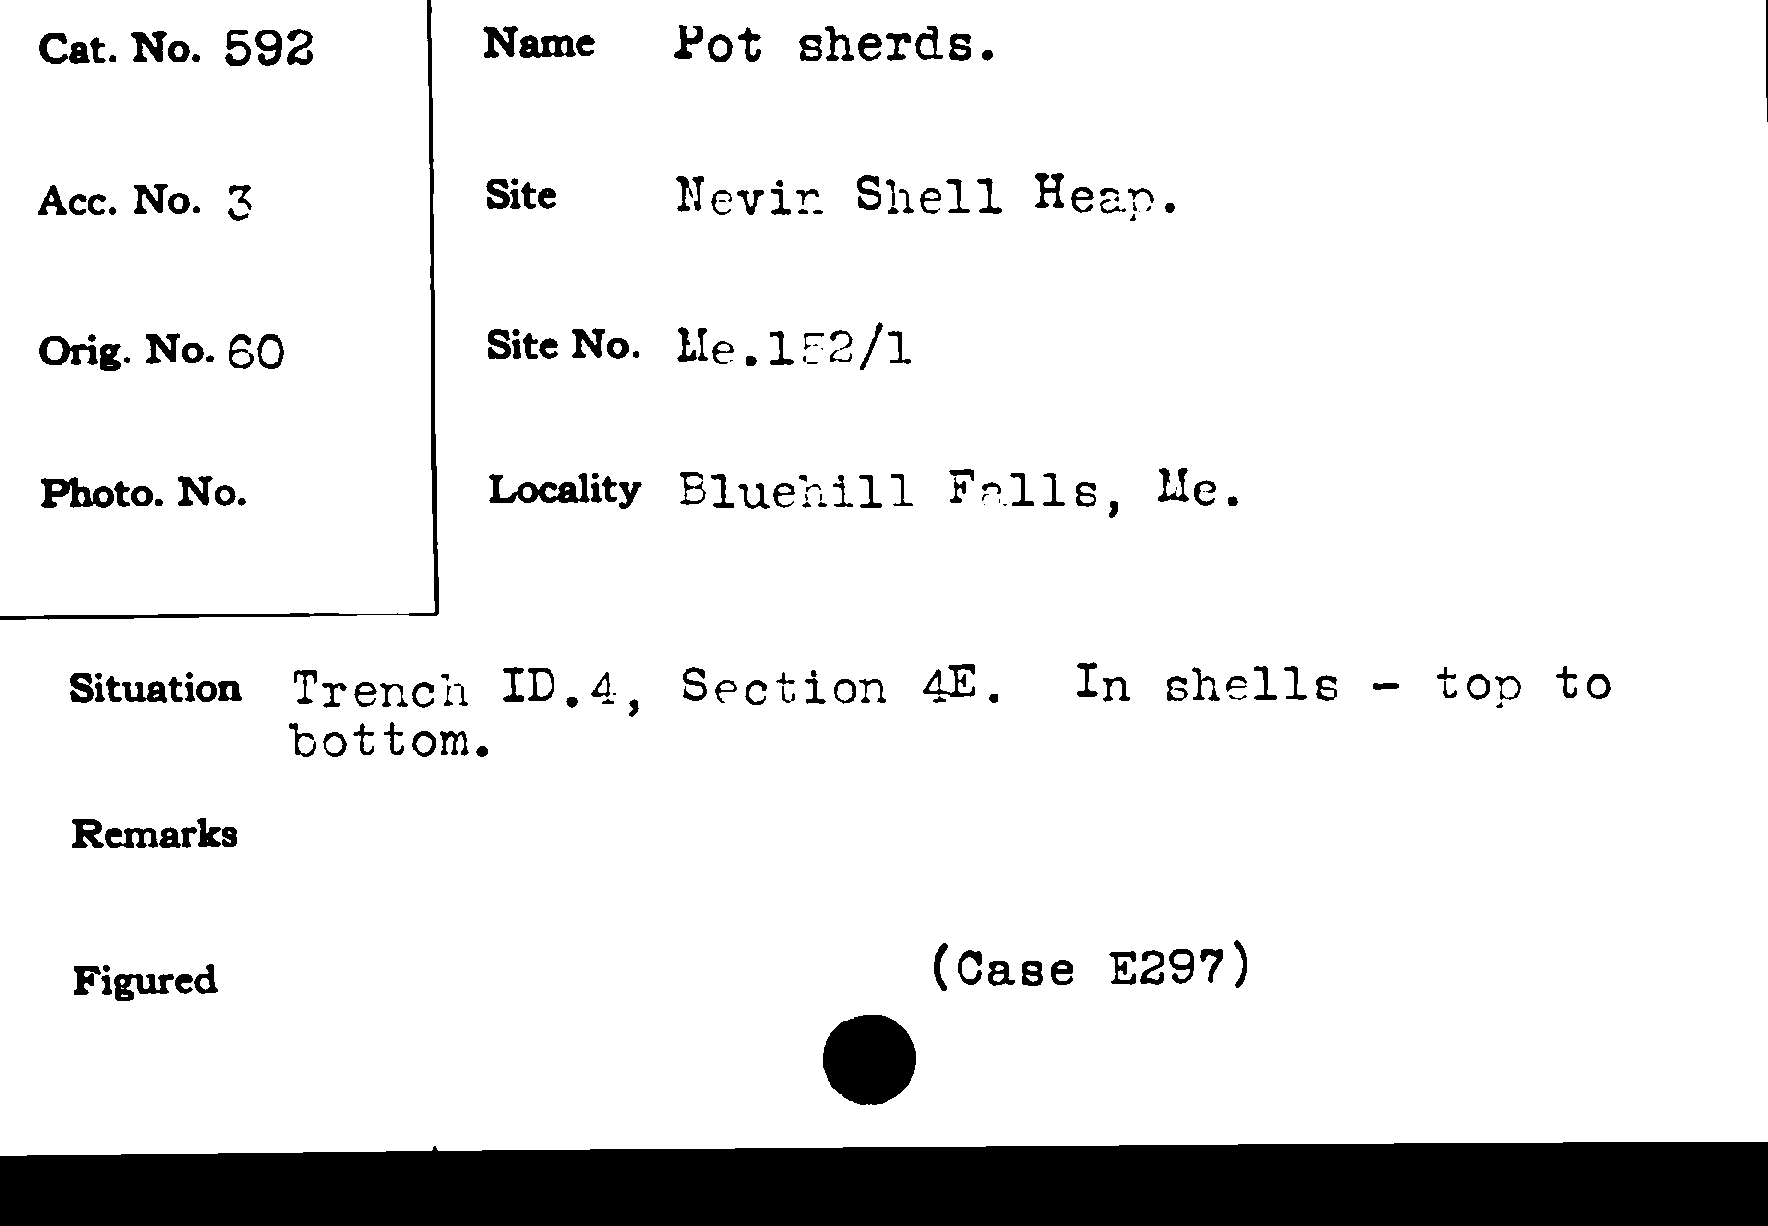 Cat. No. 592
Name Pot sherds.
Acc. No. 3
Site Nevin Shell Heap.
Orig. No. 60
Site No. Me.152/1
Photo. No.
Locality Bluehill Falls, Me.
Situation Trench ID.4, Section 4E. In shells - top to
bottom.
Remarks
Figured
(Case E297)